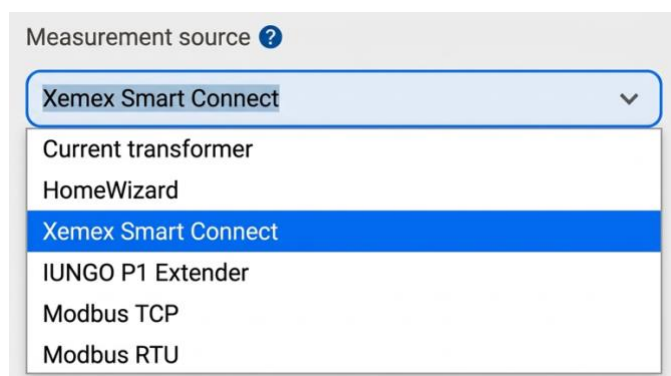 Measurement source ?
Xemex Smart Connect
Current transformer
HomeWizard
Xemex Smart Connect
IUNGO P1 Extender
Modbus TCP
Modbus RTU